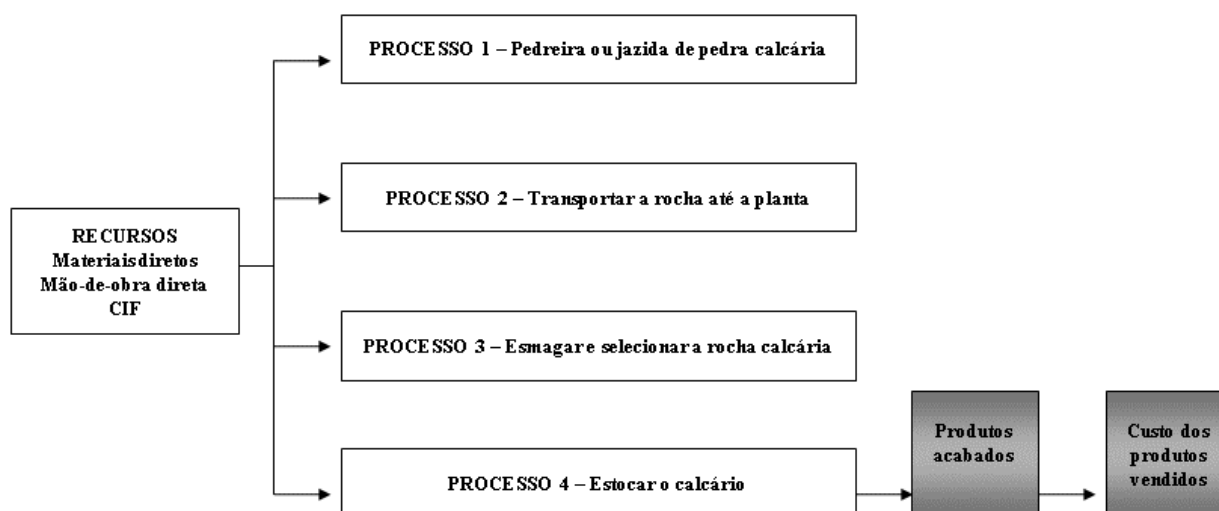 PROCESSO 1 – Pedreira ou jazida de pedra calcária
PROCESSO 2 – Transportar a rocha até a planta
RECURSOS
Materiais diretos
Mão-de-obra direta
CIF
PROCESSO 3 – Esmagar e selecionar a rocha calcária
PROCESSO 4 – Estocar o calcário
Produtos
acabados
Custo dos
produtos
vendidos